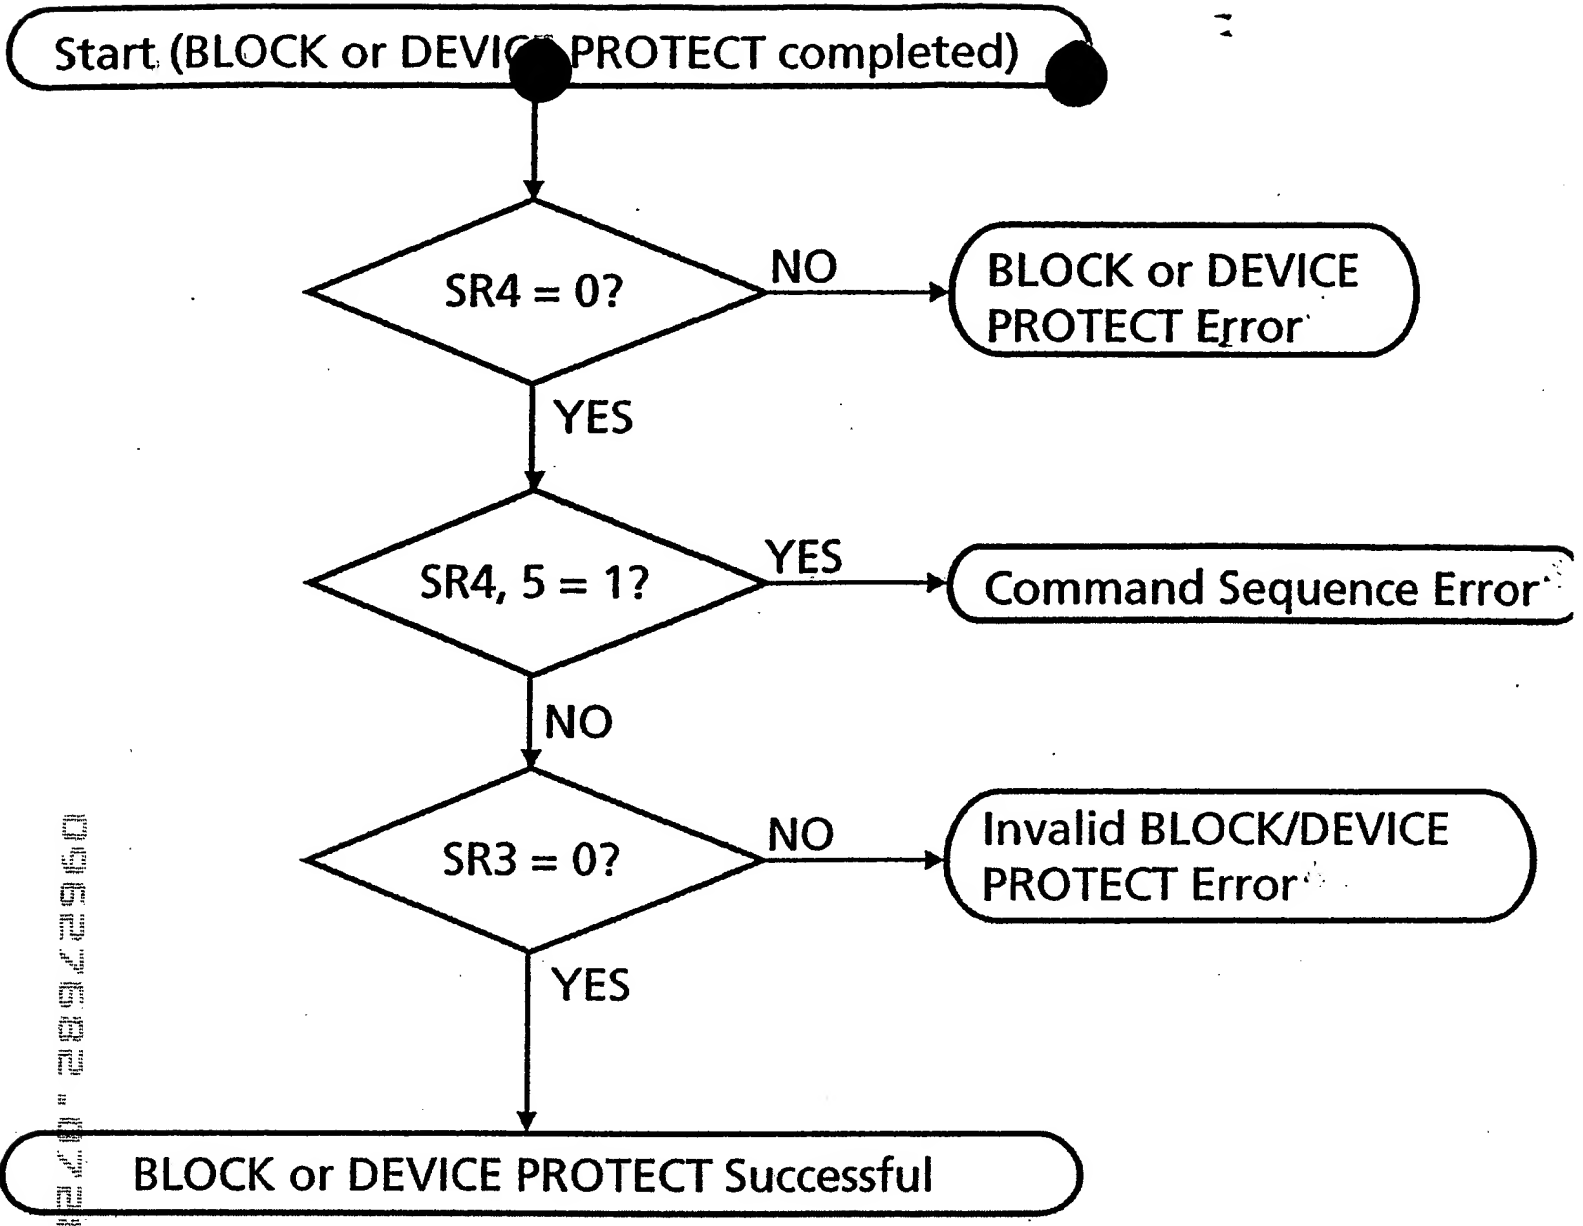 Start (BLOCK or DEVICE PROTECT completed)
SR4 = 0?
NO
BLOCK or DEVICE
PROTECT Error
YES
SR4, 5 = 1?
YES
Command Sequence Error
NO
SR3 = 0?
NO
Invalid BLOCK/DEVICE
PROTECT Error
YES
BLOCK or DEVICE PROTECT Successful